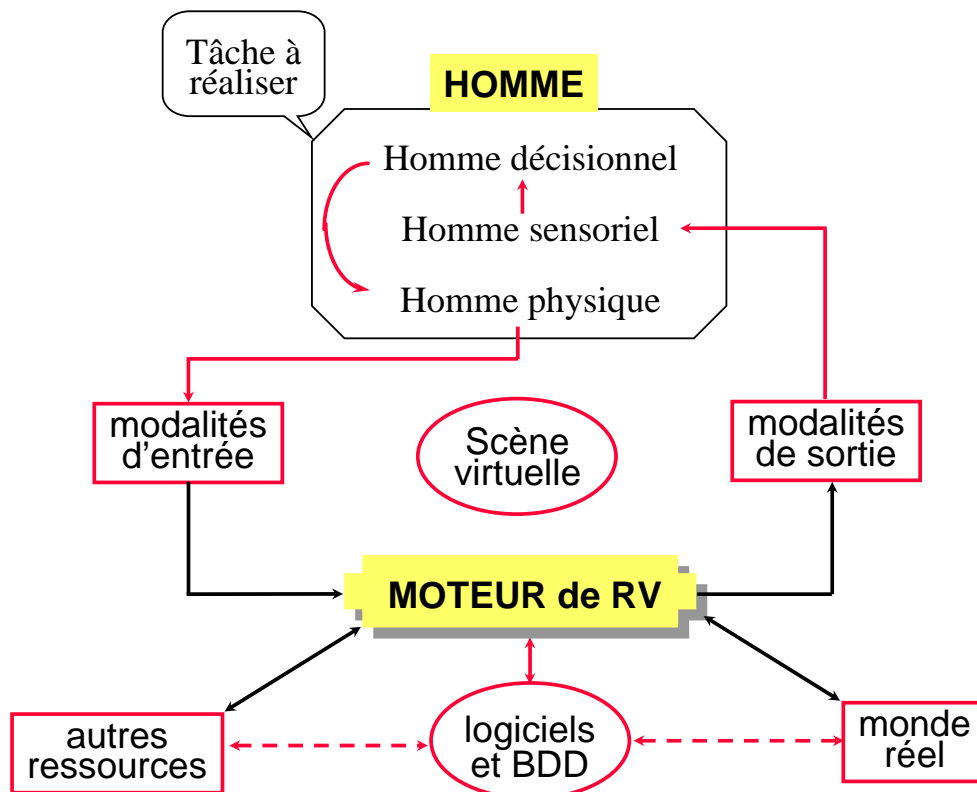 Tâche à
réaliser
HOMME
Homme décisionnel
Homme sensoriel
Homme physique
modalités
d'entrée
Scène
virtuelle
modalités
de sortie
MOTEUR de RV
autres
ressources
logiciels
et BDD
monde
réel